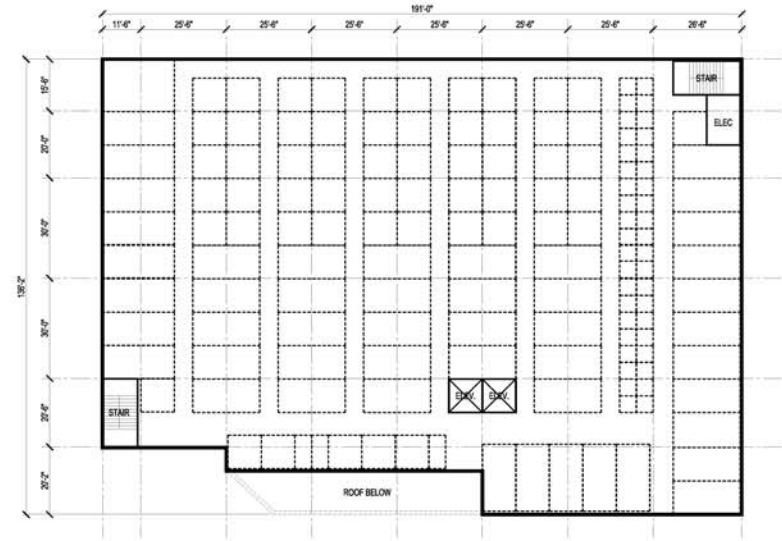 191'-0"
11'-6" 25'-6" 25'-6" 25'-6" 25'-6" 25'-6" 25'-6" 26'-6"
STAIR
15'-6"
ELEC
20'-0"
30'-0"
136'-2"
30'-0"
ELEV. ELEV.
20'-6"
STAIR
20'-2"
ROOF BELOW